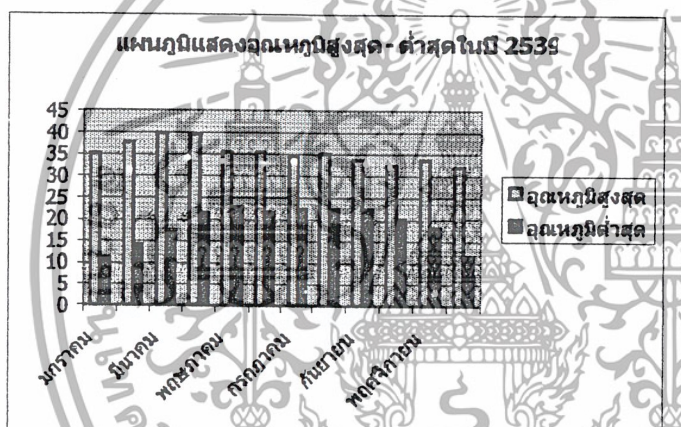 แผนภูมิแสดงอุณหภูมิสูงสุด - ต่ำสุดในปี 2539
45
40
35
30
25
20
15
10
5
0
มกราคม
มีนาคม
พฤษภาคม
กรกฎาคม
กันยายน
พฤศจิกายน
อุณหภูมิสูงสุด
อุณหภูมิต่ำสุด